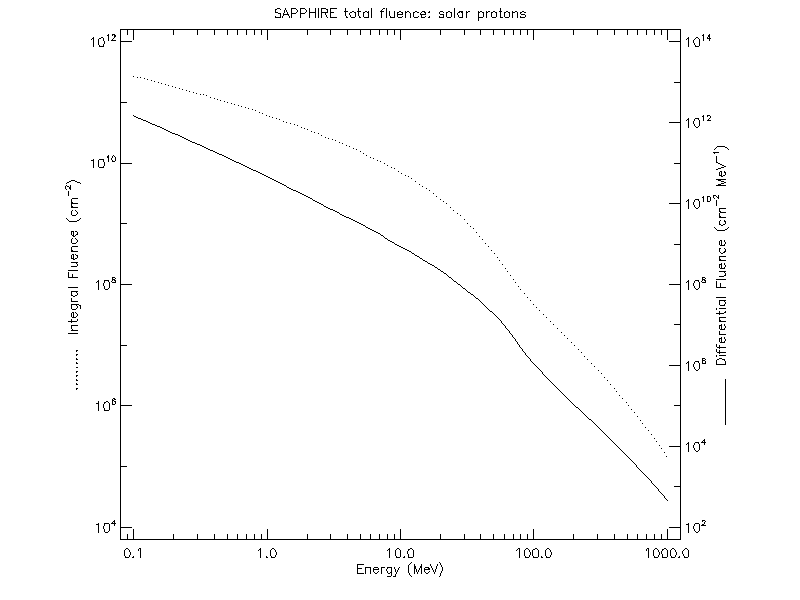 SAPPHIRE total fluence: solar protons
10¹²
10¹⁰
10⁸
10⁶
10⁴
Integral Fluence (cm⁻²)
10¹⁴
10¹²
10¹⁰
10⁸
10⁶
10⁴
10²
Differential Fluence (cm⁻² MeV⁻¹)
0.1 1.0 10.0 100.0 1000.0
Energy (MeV)